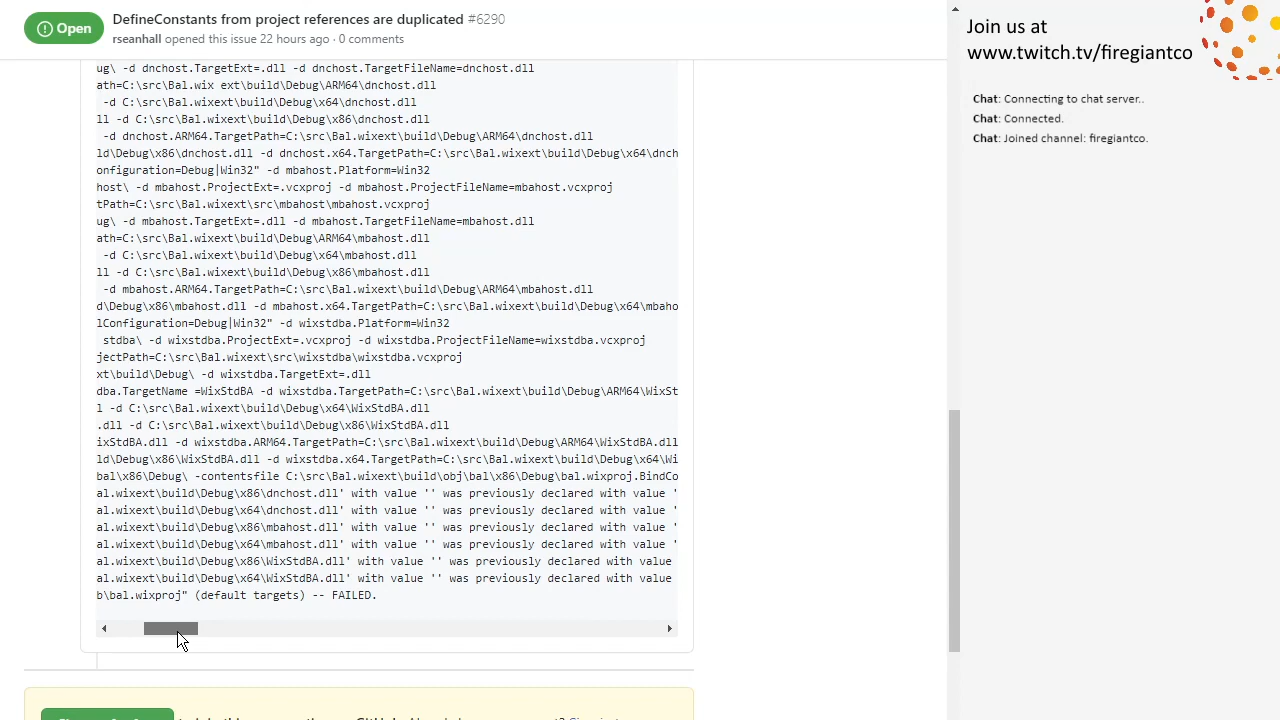 Open
DefineConstants from project references are duplicated #6290
rseanhall opened this issue 22 hours ago · 0 comments
ug\ -d dnchost.TargetExt=.dll -d dnchost.TargetFileName=dnchost.dll
ath=C:\src\Bal.wix ext\build\Debug\ARM64\dnchost.dll
-d C:\src\Bal.wixext\build\Debug\x64\dnchost.dll
ll -d C:\src\Bal.wixext\build\Debug\x86\dnchost.dll
-d dnchost.ARM64.TargetPath=C:\src\Bal.wixext\build\Debug\ARM64\dnchost.dll
ld\Debug\x86\dnchost.dll -d dnchost.x64.TargetPath=C:\src\Bal.wixext\build\Debug\x64\dnch
onfiguration=Debug|Win32" -d mbahost.Platform=Win32
host\ -d mbahost.ProjectExt=.vcxproj -d mbahost.ProjectFileName=mbahost.vcxproj
tPath=C:\src\Bal.wixext\src\mbahost\mbahost.vcxproj
ug\ -d mbahost.TargetExt=.dll -d mbahost.TargetFileName=mbahost.dll
ath=C:\src\Bal.wixext\build\Debug\ARM64\mbahost.dll
-d C:\src\Bal.wixext\build\Debug\x64\mbahost.dll
ll -d C:\src\Bal.wixext\build\Debug\x86\mbahost.dll
-d mbahost.ARM64.TargetPath=C:\src\Bal.wixext\build\Debug\ARM64\mbahost.dll
d\Debug\x86\mbahost.dll -d mbahost.x64.TargetPath=C:\src\Bal.wixext\build\Debug\x64\mbaho
lConfiguration=Debug|Win32" -d wixstdba.Platform=Win32
stdba\ -d wixstdba.ProjectExt=.vcxproj -d wixstdba.ProjectFileName=wixstdba.vcxproj
jectPath=C:\src\Bal.wixext\src\wixstdba\wixstdba.vcxproj
xt\build\Debug\ -d wixstdba.TargetExt=.dll
dba.TargetName =WixStdBA -d wixstdba.TargetPath=C:\src\Bal.wixext\build\Debug\ARM64\WixSt
l -d C:\src\Bal.wixext\build\Debug\x64\WixStdBA.dll
.dll -d C:\src\Bal.wixext\build\Debug\x86\WixStdBA.dll
ixStdBA.dll -d wixstdba.ARM64.TargetPath=C:\src\Bal.wixext\build\Debug\ARM64\WixStdBA.dll
ld\Debug\x86\WixStdBA.dll -d wixstdba.x64.TargetPath=C:\src\Bal.wixext\build\Debug\x64\Wi
bal\x86\Debug\ -contentsfile C:\src\Bal.wixext\build\obj\bal\x86\Debug\bal.wixproj.BindCo
al.wixext\build\Debug\x86\dnchost.dll' with value '' was previously declared with value '
al.wixext\build\Debug\x64\dnchost.dll' with value '' was previously declared with value '
al.wixext\build\Debug\x86\mbahost.dll' with value '' was previously declared with value '
al.wixext\build\Debug\x64\mbahost.dll' with value '' was previously declared with value '
al.wixext\build\Debug\x86\WixStdBA.dll' with value '' was previously declared with value
al.wixext\build\Debug\x64\WixStdBA.dll' with value '' was previously declared with value
b\bal.wixproj" (default targets) -- FAILED.
Join us at
www.twitch.tv/firegiantco
Chat: Connecting to chat server..
Chat: Connected.
Chat: Joined channel: firegiantco.